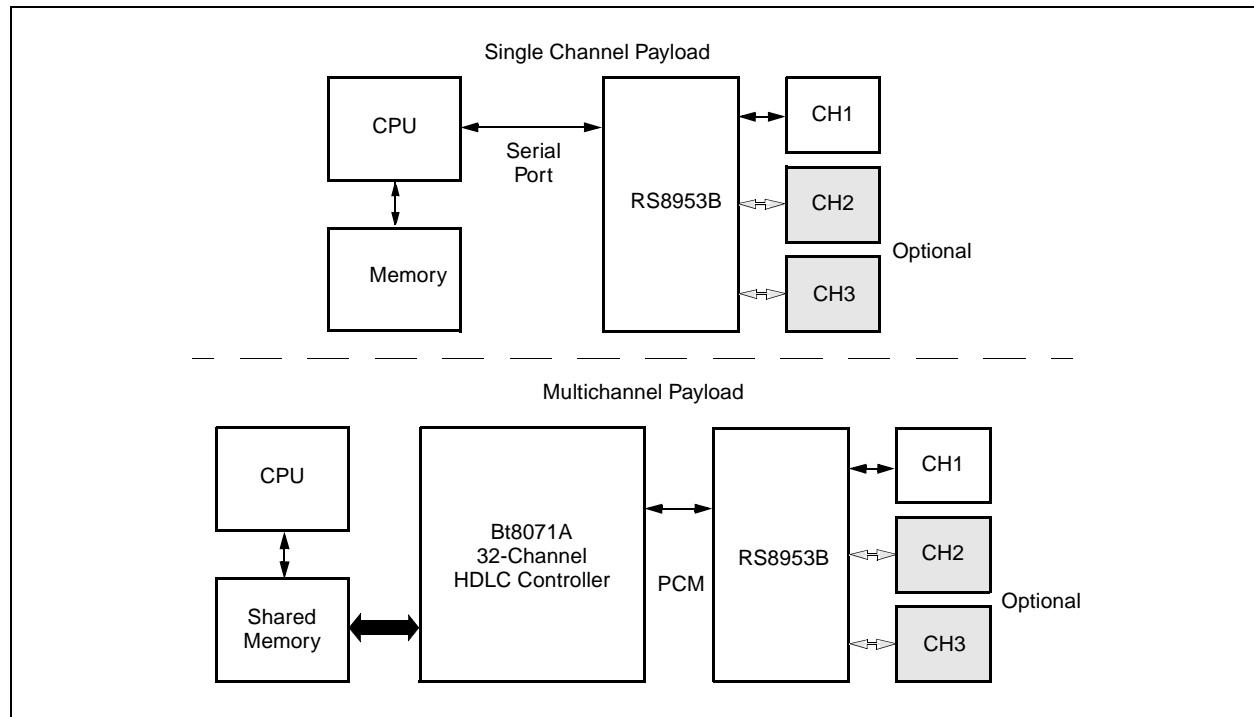 Single Channel Payload
CPU
Serial
Port
Memory
RS8953B
CH1
CH2
CH3
Optional
Multichannel Payload
CPU
Shared
Memory
Bt8071A
32-Channel
HDLC Controller
PCM
RS8953B
CH1
CH2
CH3
Optional